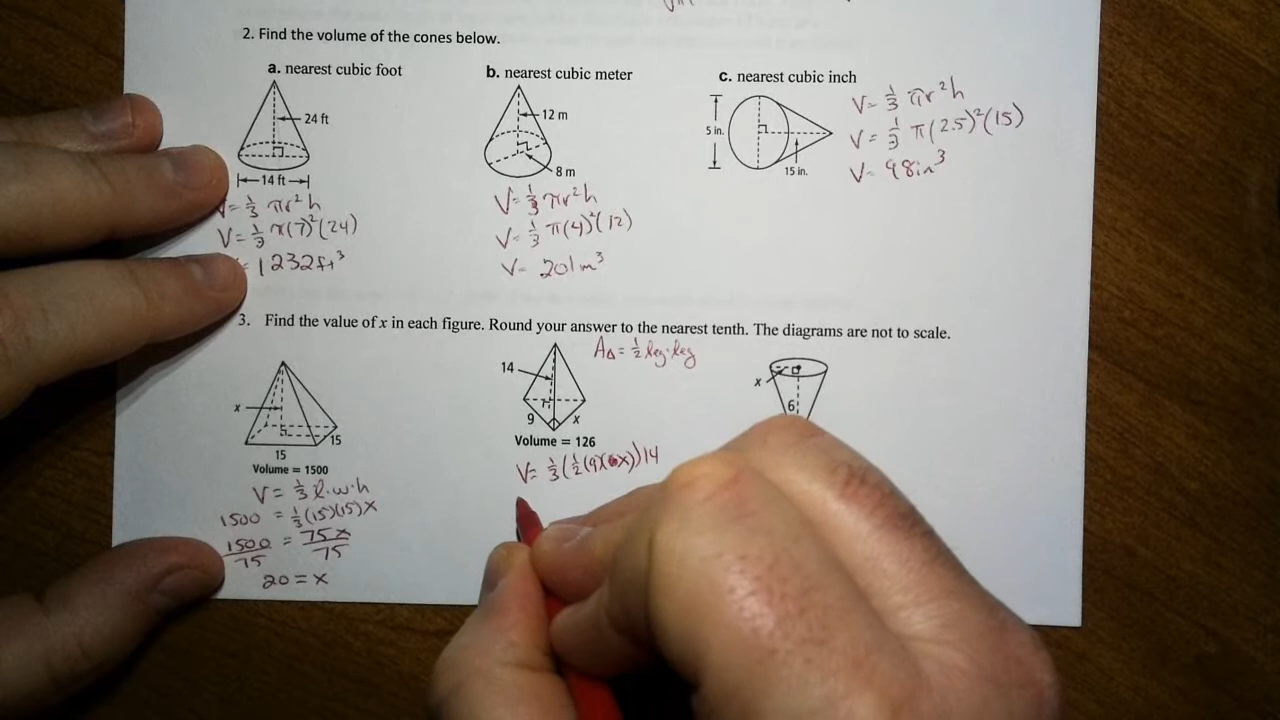 2. Find the volume of the cones below.
a. nearest cubic foot
b. nearest cubic meter
c. nearest cubic inch
24 ft
14 ft
V = 1/3 πr²h
V = 1/3 π(7)²(24)
= 1232 ft³
12 m
8 m
V = 1/3 πr²h
V = 1/3 π(4)²(12)
V = 201 m³
5 in.
15 in.
V = 1/3 πr²h
V = 1/3 π(2.5)²(15)
V = 98 in³
3. Find the value of x in each figure. Round your answer to the nearest tenth. The diagrams are not to scale.
x
15
15
Volume = 1500
V = 1/3 l·w·h
1500 = 1/3 (15)(15)x
1500/75 = 75x/75
20 = x
A△ = 1/2 leg·leg
14
9
x
Volume = 126
V = 1/3 (1/2 (9)(x))14
x
6